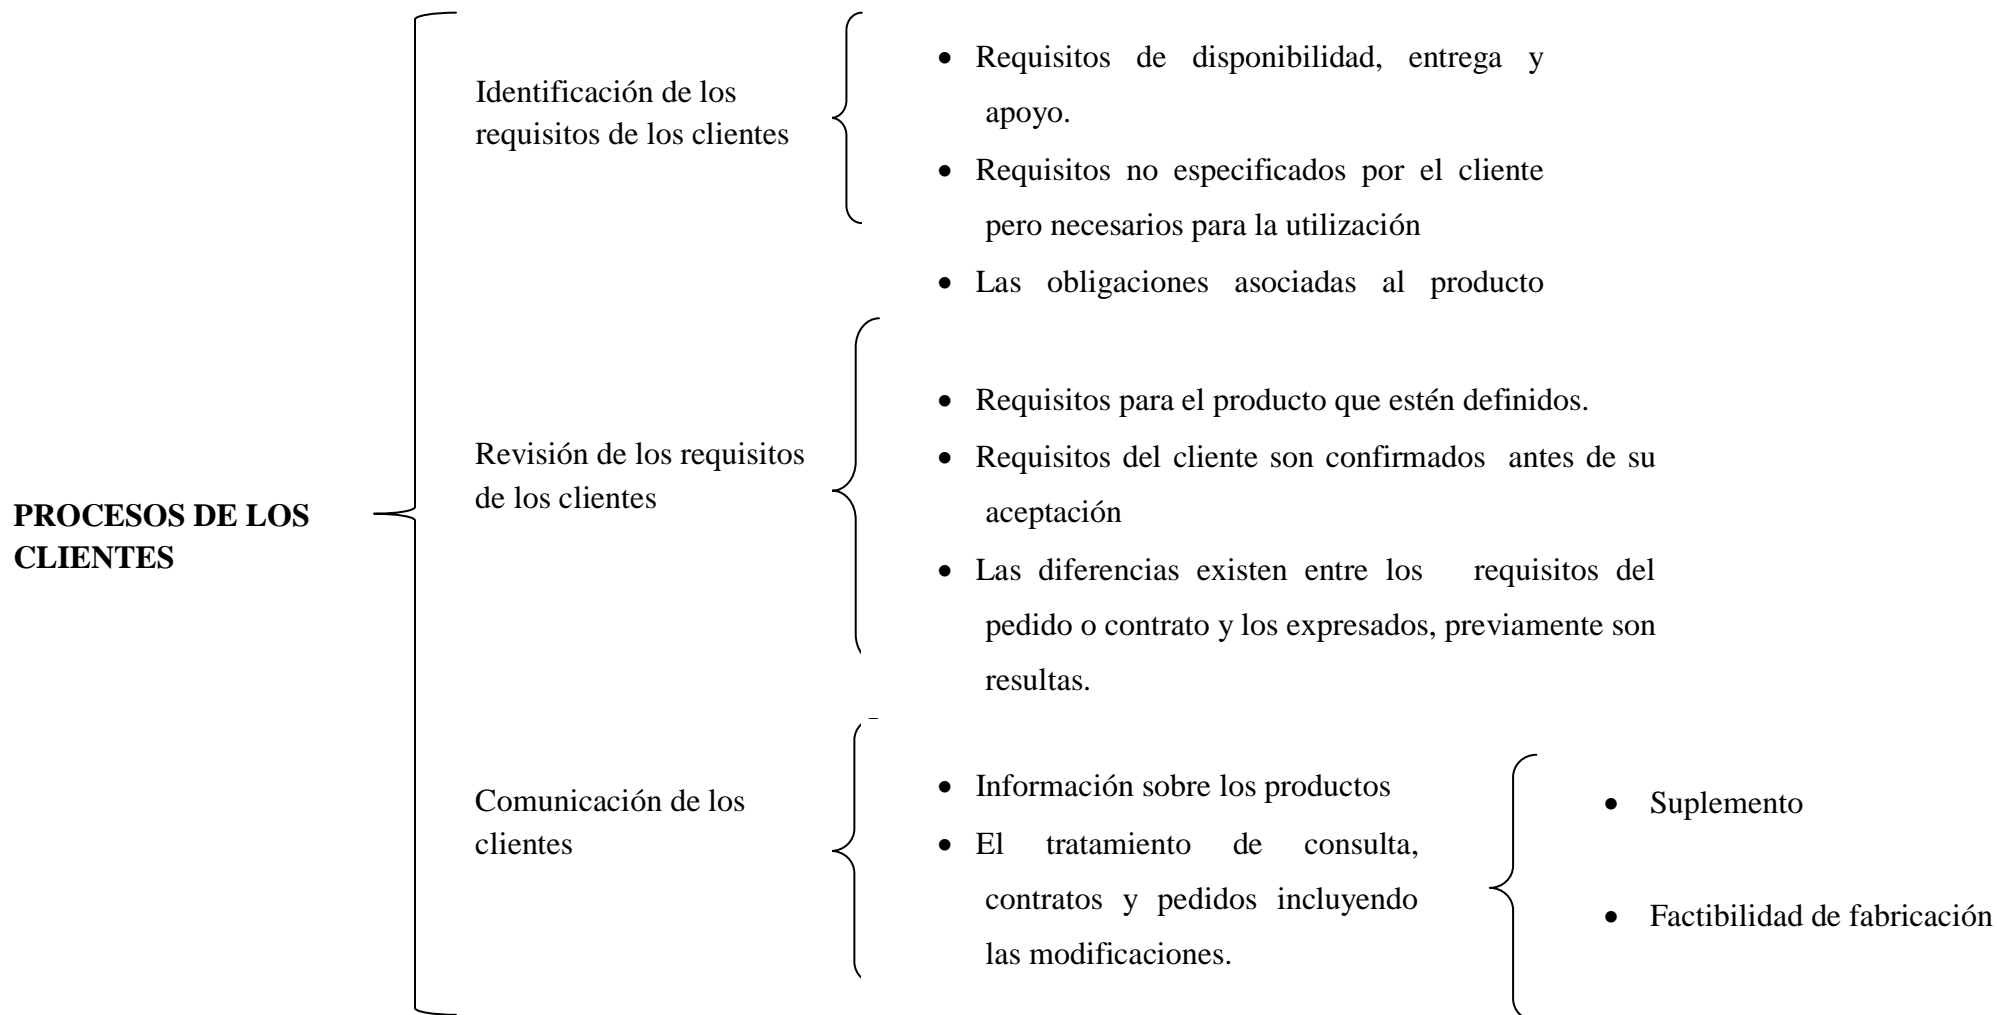 PROCESOS DE LOS
CLIENTES
Identificación de los
requisitos de los clientes
• Requisitos de disponibilidad, entrega y
apoyo.
• Requisitos no especificados por el cliente
pero necesarios para la utilización
• Las obligaciones asociadas al producto
Revisión de los requisitos
de los clientes
• Requisitos para el producto que estén definidos.
• Requisitos del cliente son confirmados antes de su
aceptación
• Las diferencias existen entre los requisitos del
pedido o contrato y los expresados, previamente son
resultas.
Comunicación de los
clientes
• Información sobre los productos
• El tratamiento de consulta,
contratos y pedidos incluyendo
las modificaciones.
• Suplemento
• Factibilidad de fabricación